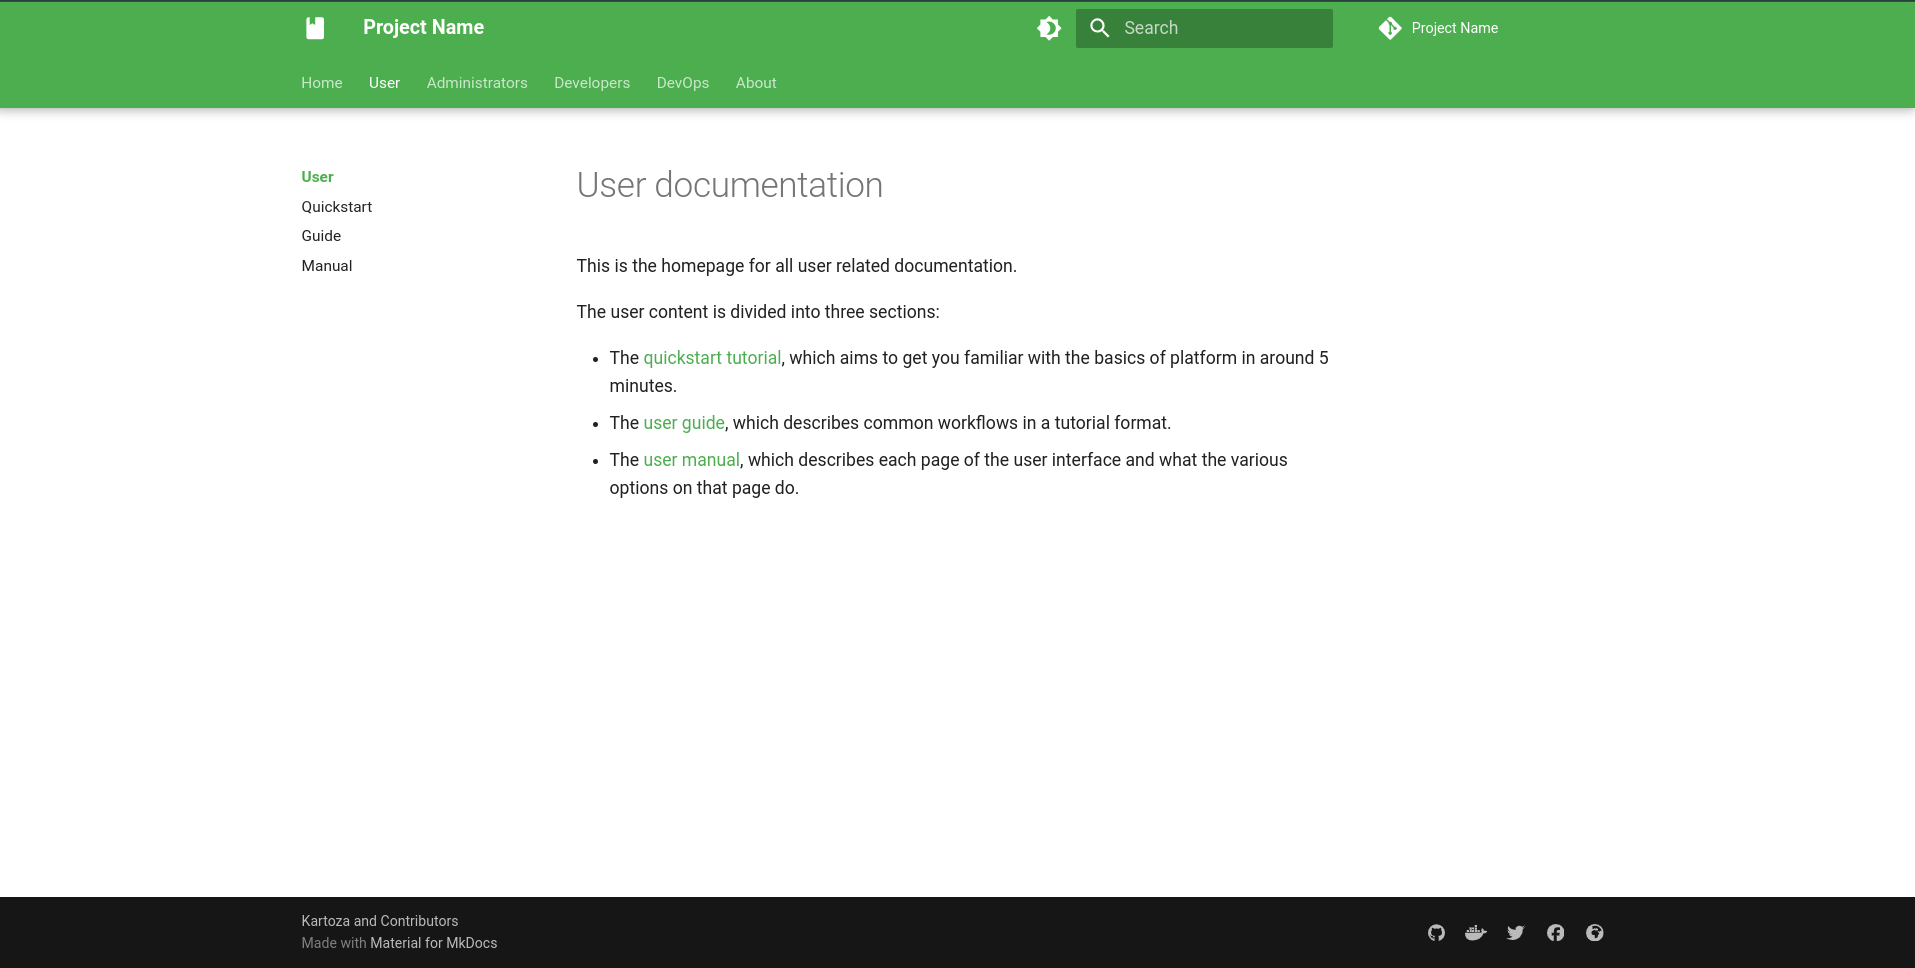 Project Name
Search
Project Name
Home
User
Administrators
Developers
DevOps
About
User
Quickstart
Guide
Manual
User documentation
This is the homepage for all user related documentation.
The user content is divided into three sections:
• The quickstart tutorial, which aims to get you familiar with the basics of platform in around 5
minutes.
• The user guide, which describes common workflows in a tutorial format.
• The user manual, which describes each page of the user interface and what the various
options on that page do.
Kartoza and Contributors
Made with Material for MkDocs